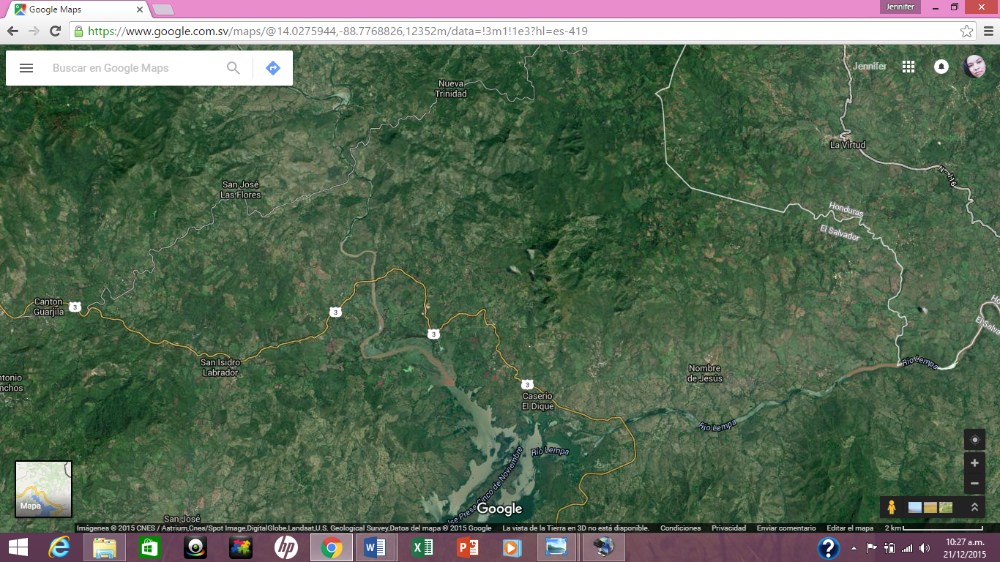 Google Maps
Jennifer
https://www.google.com.sv/maps/@14.0275944,-88.7768826,12352m/data=!3m1!1e3?hl=es-419
Buscar en Google Maps
Jennifer
Nueva
Trinidad
La Virtud
N-116
San José
Las Flores
Honduras
El Salvador
Canton
Guarjila
3
3
3
Ho
El Salva
San Isidro
Labrador
Río Lempa
Nombre
de Jesús
ntonio
nchos
3
Caserio
El Dique
Río Lempa
Río Lempa
lse Presa Cinco de Noviembre
Mapa
Google
San José
Imágenes © 2015 CNES / Astrium,Cnes/Spot Image,DigitalGlobe,Landsat,U.S. Geological Survey,Datos del mapa © 2015 Google
La vista de la Tierra en 3D no está disponible.
Condiciones
Privacidad
Enviar comentario
Editar el mapa
2 km
10:27 a.m.
21/12/2015